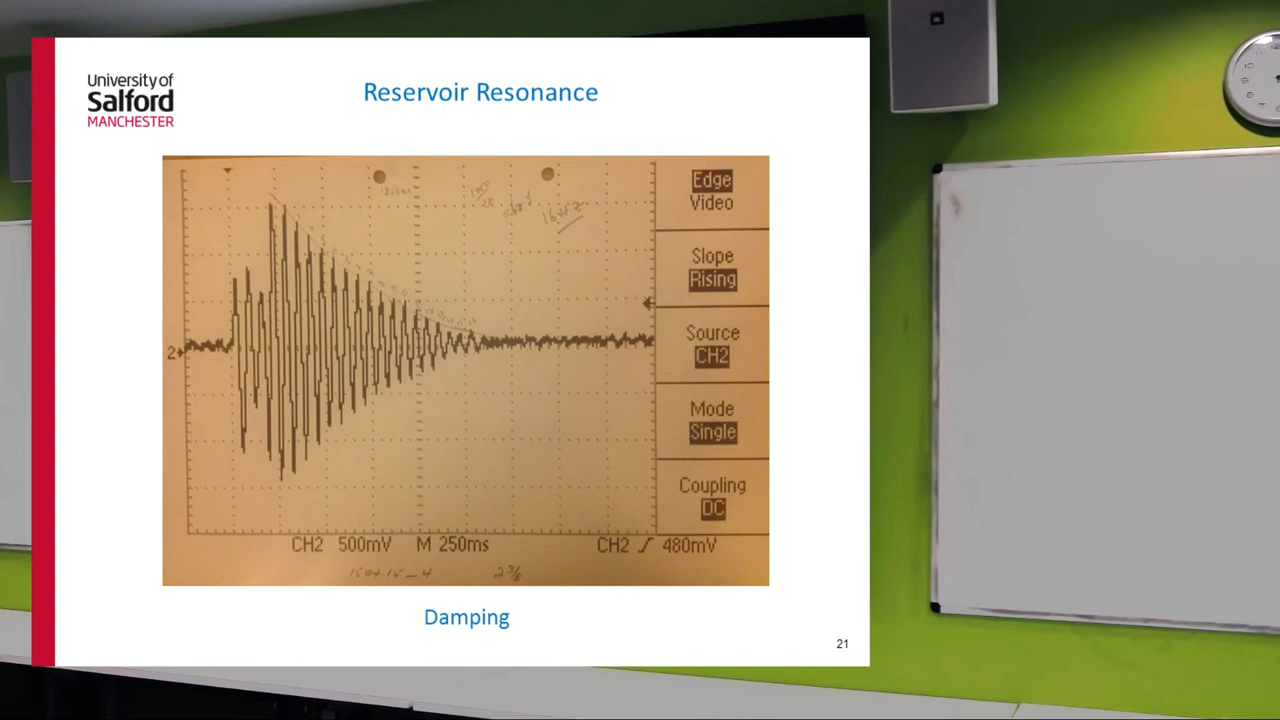 University of
Salford
MANCHESTER
Reservoir Resonance
Edge
Video
Slope
Rising
Source
CH2
Mode
Single
Coupling
DC
2
CH2 500mV M 250ms CH2 480mV
Damping
21